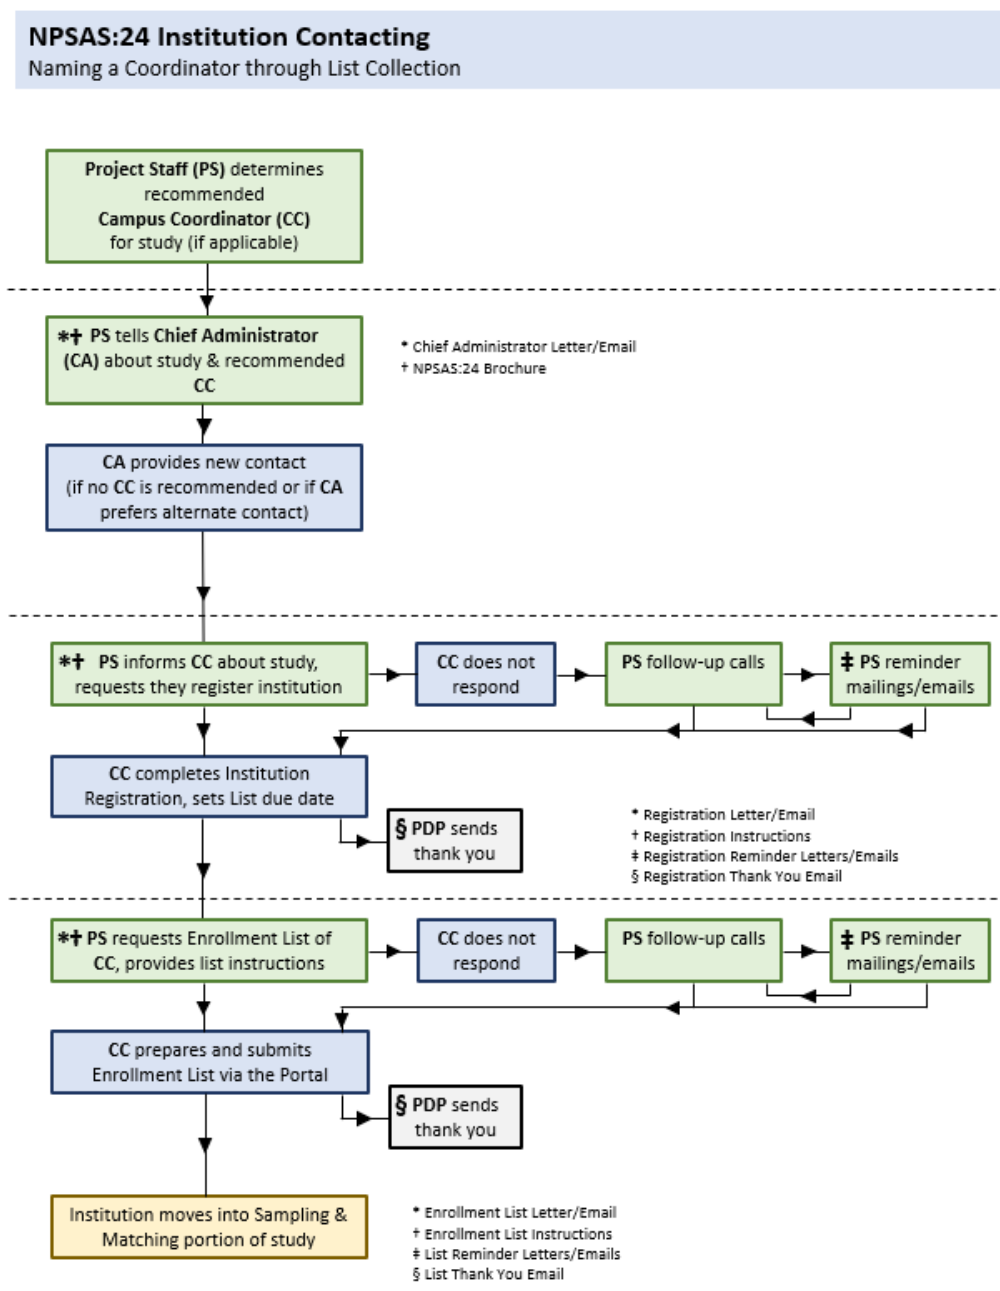 NPSAS:24 Institution Contacting
Naming a Coordinator through List Collection
Project Staff (PS) determines
recommended
Campus Coordinator (CC)
for study (if applicable)
*† PS tells Chief Administrator
(CA) about study & recommended
CC
* Chief Administrator Letter/Email
† NPSAS:24 Brochure
CA provides new contact
(if no CC is recommended or if CA
prefers alternate contact)
*† PS informs CC about study,
requests they register institution
CC does not
respond
PS follow-up calls
‡ PS reminder
mailings/emails
CC completes Institution
Registration, sets List due date
§ PDP sends
thank you
* Registration Letter/Email
† Registration Instructions
‡ Registration Reminder Letters/Emails
§ Registration Thank You Email
*† PS requests Enrollment List of
CC, provides list instructions
CC does not
respond
PS follow-up calls
‡ PS reminder
mailings/emails
CC prepares and submits
Enrollment List via the Portal
§ PDP sends
thank you
Institution moves into Sampling &
Matching portion of study
* Enrollment List Letter/Email
† Enrollment List Instructions
‡ List Reminder Letters/Emails
§ List Thank You Email